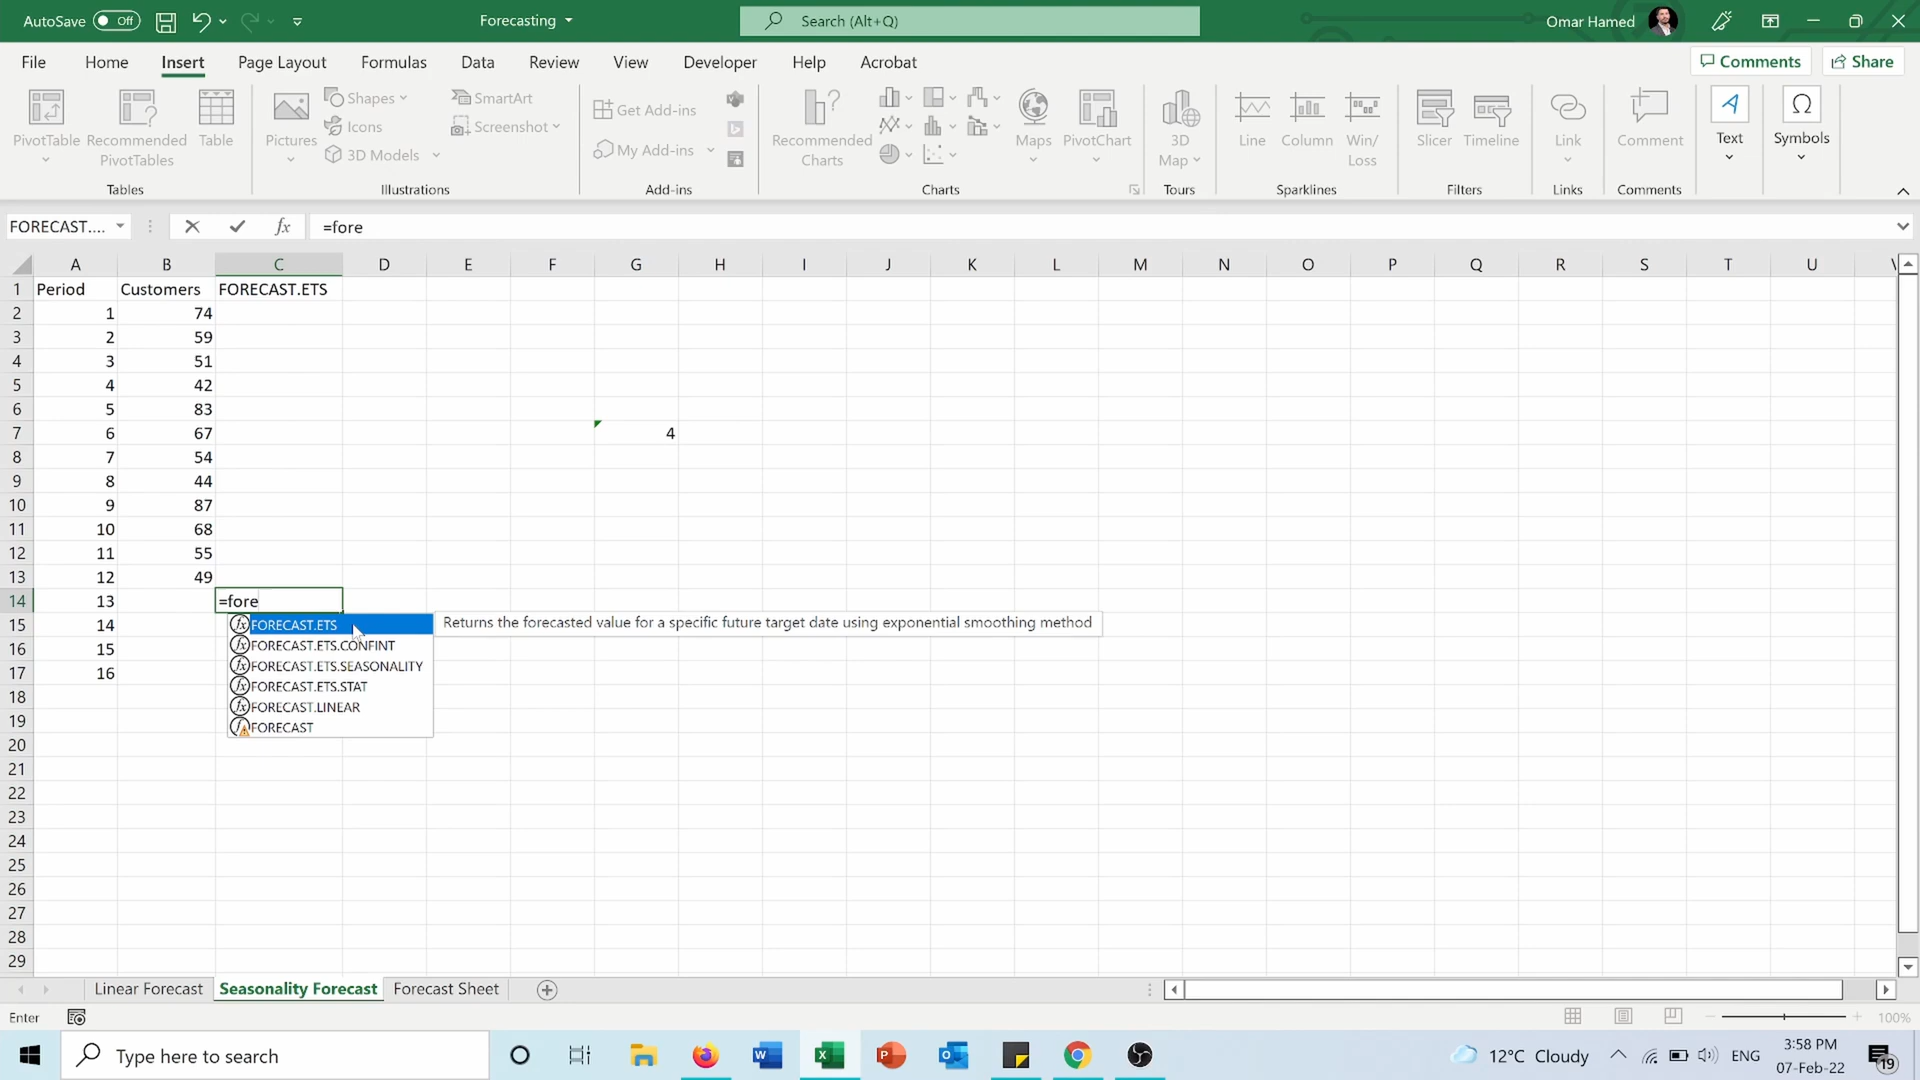 AutoSave Off Forecasting Search (Alt+Q) Omar Hamed
File Home Insert Page Layout Formulas Data Review View Developer Help Acrobat Comments Share
PivotTable
Recommended PivotTables
Table
Pictures
Shapes
Icons
3D Models
SmartArt
Screenshot
Get Add-ins
My Add-ins
Recommended Charts
Maps
PivotChart
3D Map
Line
Column
Win/Loss
Slicer
Timeline
Link
Comment
Text
Symbols
Tables Illustrations Add-ins Charts Tours Sparklines Filters Links Comments
FORECAST.... fx =fore
A B C D E F G H I J K L M N O P Q R S T U V
1 Period Customers FORECAST.ETS
2 1 74
3 2 59
4 3 51
5 4 42
6 5 83
7 6 67 4
8 7 54
9 8 44
10 9 87
11 10 68
12 11 55
13 12 49
14 13 =fore
15 14 FORECAST.ETS Returns the forecasted value for a specific future target date using exponential smoothing method
FORECAST.ETS.CONFINT
16 15
FORECAST.ETS.SEASONALITY
17 16
FORECAST.ETS.STAT
18
FORECAST.LINEAR
19
FORECAST
20
21
22
23
24
25
26
27
28
29
Linear Forecast Seasonality Forecast Forecast Sheet
Enter 100%
Type here to search 12°C Cloudy ENG 3:58 PM
07-Feb-22 19